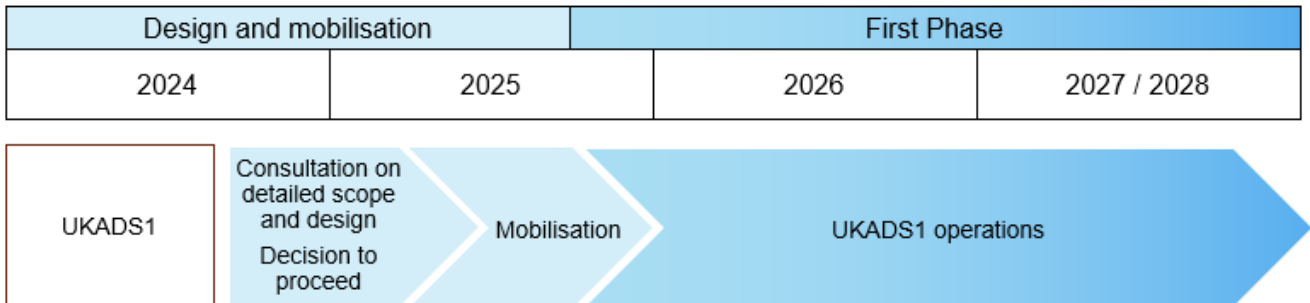 Design and mobilisation
First Phase
2024
2025
2026
2027 / 2028
UKADS1
Consultation on
detailed scope
and design
Decision to
proceed
Mobilisation
UKADS1 operations